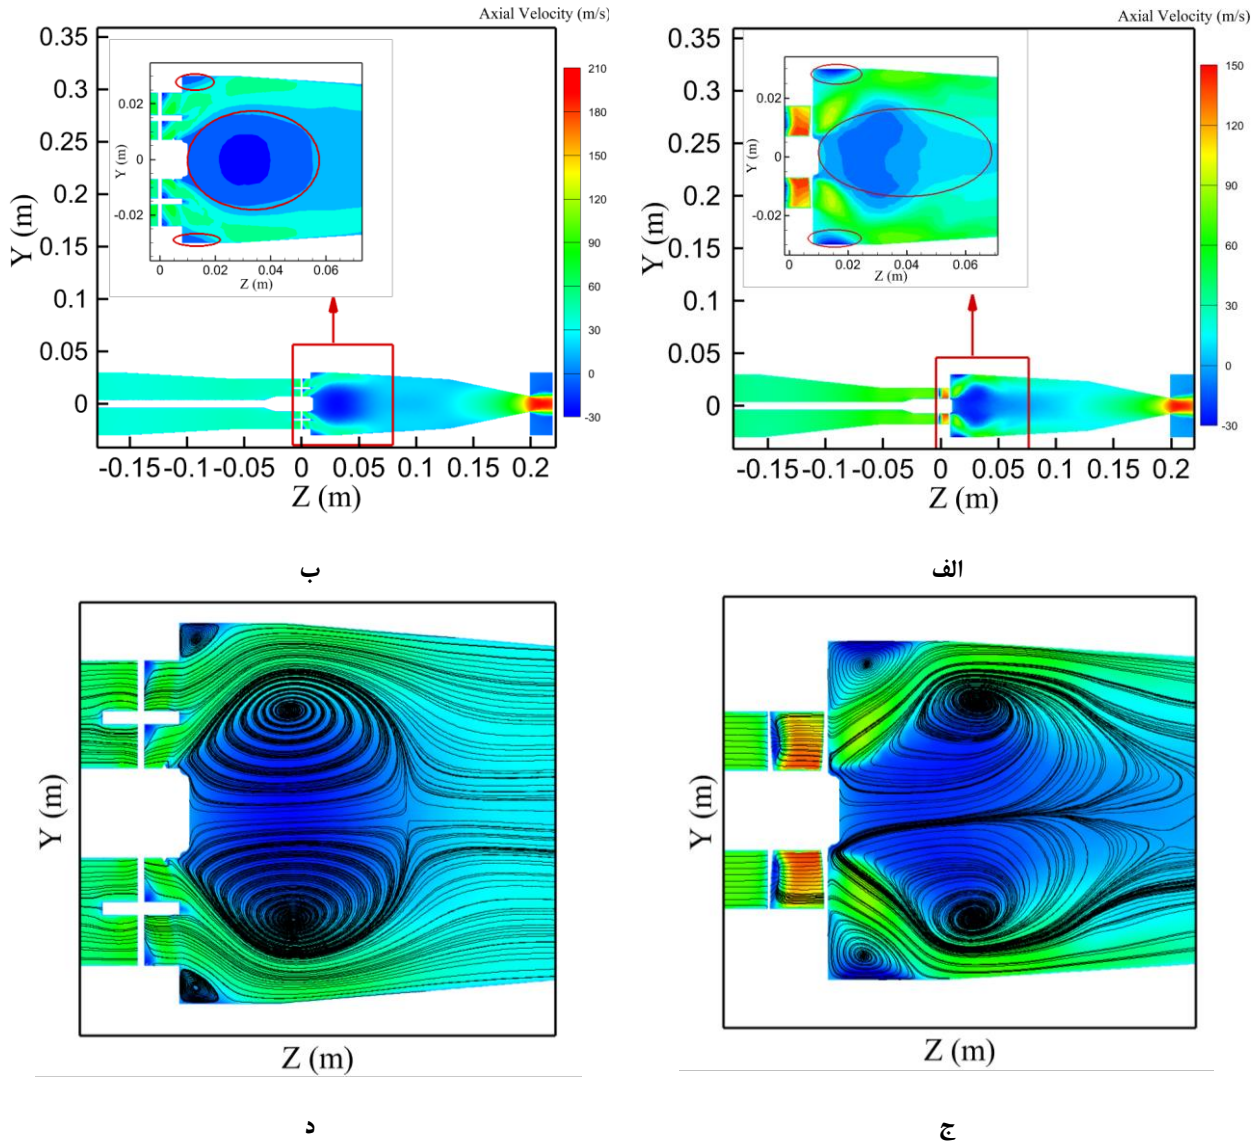 Axial Velocity (m/s)
0.35
0.3
0.25
0.2
0.15
0.1
0.05
0
Y (m)
-0.15 -0.1 -0.05 0 0.05 0.1 0.15 0.2
Z (m)
0.02
0
-0.02
Y (m)
0 0.02 0.04 0.06
Z (m)
210
180
150
120
90
60
30
0
-30
ب
Axial Velocity (m/s)
0.35
0.3
0.25
0.2
0.15
0.1
0.05
0
Y (m)
-0.15 -0.1 -0.05 0 0.05 0.1 0.15 0.2
Z (m)
0.02
0
-0.02
Y (m)
0 0.02 0.04 0.06
Z (m)
150
120
90
60
30
0
-30
الف
Y (m)
Z (m)
د
Y (m)
Z (m)
ج